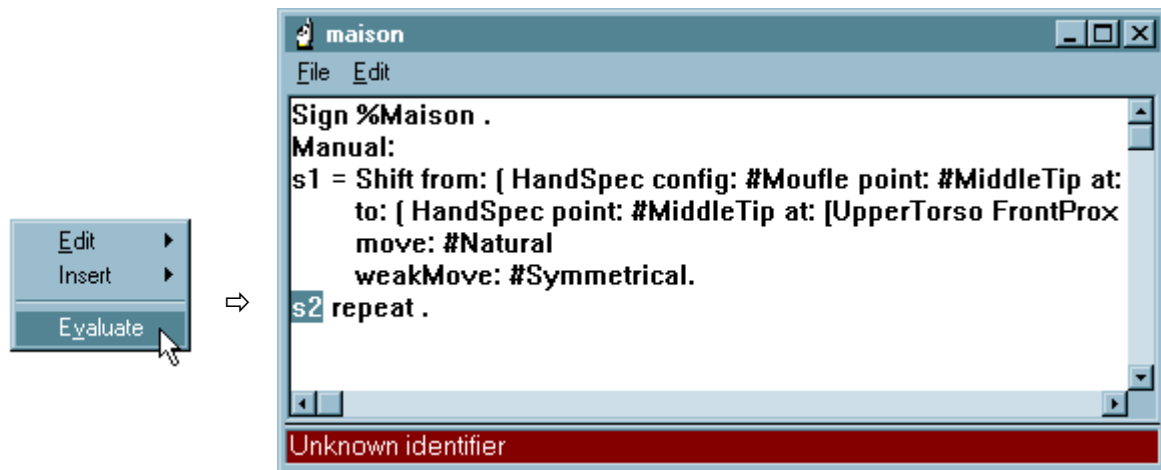 Edit
Insert
Evaluate
⇨
maison
File Edit
Sign %Maison .
Manual:
s1 = Shift from: ( HandSpec config: #Moufle point: #MiddleTip at:
to: ( HandSpec point: #MiddleTip at: [UpperTorso FrontProx
move: #Natural
weakMove: #Symmetrical.
s2 repeat .
Unknown identifier